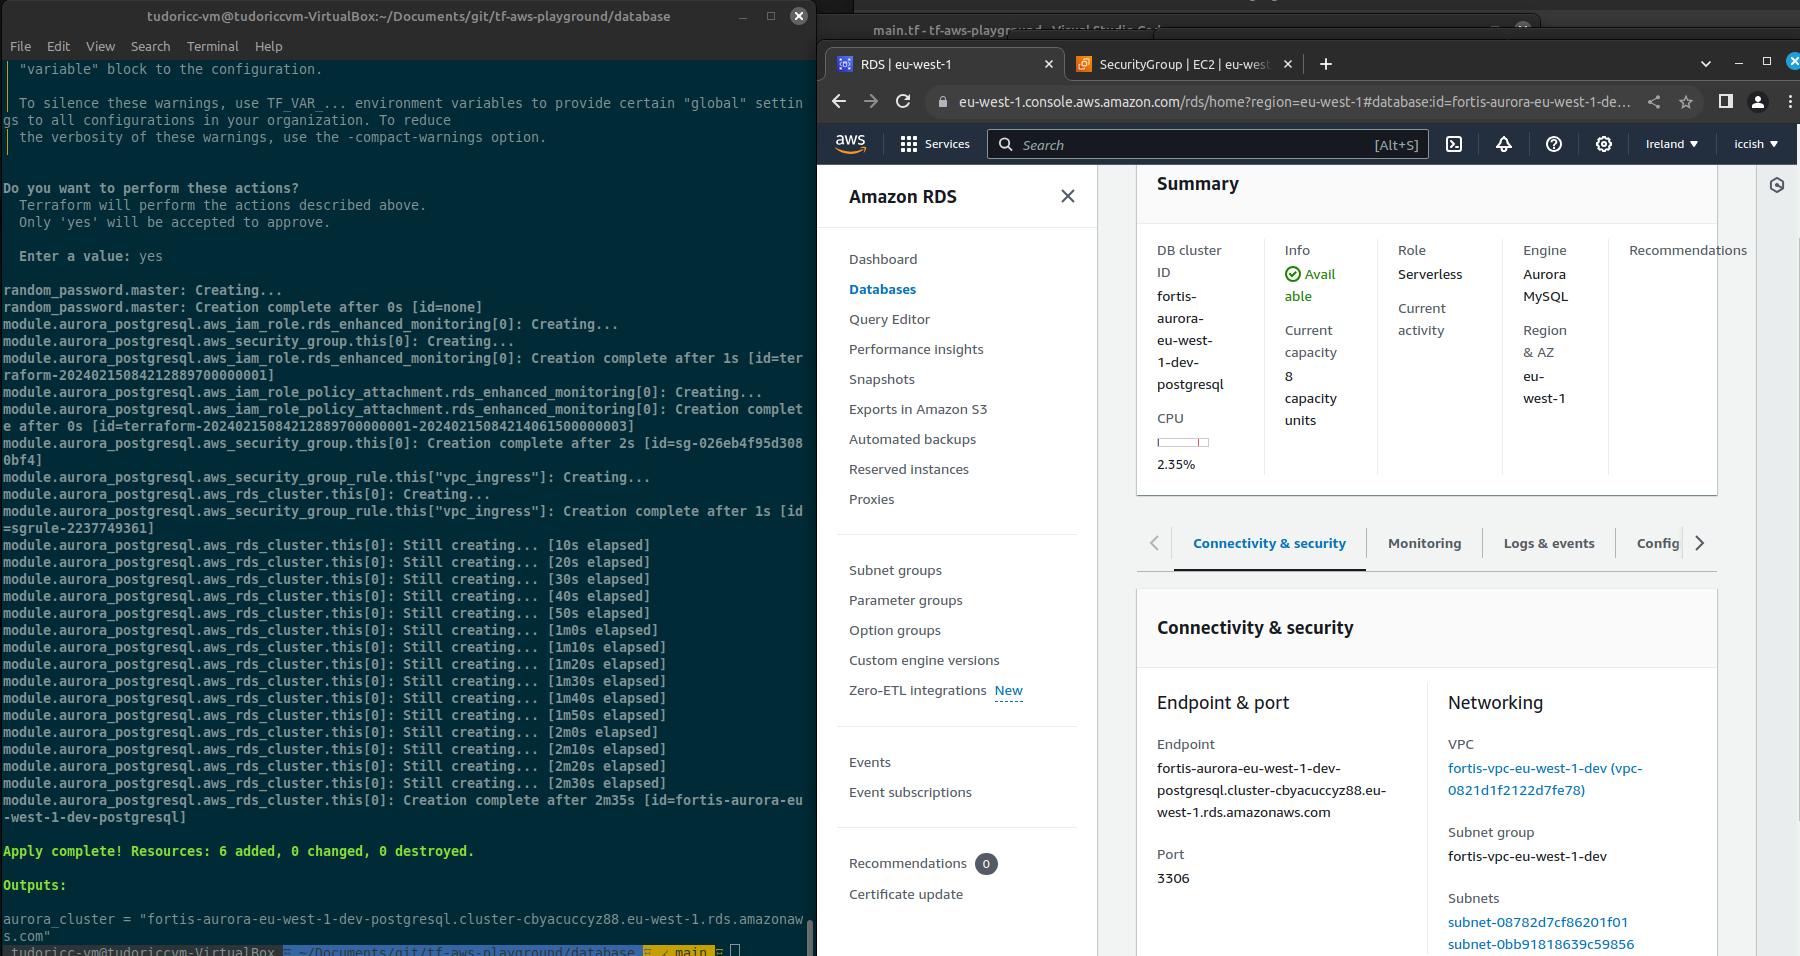 tudoricc-vm@tudoriccvm-VirtualBox:~/Documents/git/tf-aws-playground/database
File Edit View Search Terminal Help
"variable" block to the configuration.
To silence these warnings, use TF_VAR_... environment variables to provide certain "global" settin
gs to all configurations in your organization. To reduce
the verbosity of these warnings, use the -compact-warnings option.
Do you want to perform these actions?
Terraform will perform the actions described above.
Only 'yes' will be accepted to approve.
Enter a value: yes
random_password.master: Creating...
random_password.master: Creation complete after 0s [id=none]
module.aurora_postgresql.aws_iam_role.rds_enhanced_monitoring[0]: Creating...
module.aurora_postgresql.aws_security_group.this[0]: Creating...
module.aurora_postgresql.aws_iam_role.rds_enhanced_monitoring[0]: Creation complete after 1s [id=ter
raform-20240215084212889700000001]
module.aurora_postgresql.aws_iam_role_policy_attachment.rds_enhanced_monitoring[0]: Creating...
module.aurora_postgresql.aws_iam_role_policy_attachment.rds_enhanced_monitoring[0]: Creation complet
e after 0s [id=terraform-20240215084212889700000001-20240215084214061500000003]
module.aurora_postgresql.aws_security_group.this[0]: Creation complete after 2s [id=sg-026eb4f95d308
0bf4]
module.aurora_postgresql.aws_security_group_rule.this["vpc_ingress"]: Creating...
module.aurora_postgresql.aws_rds_cluster.this[0]: Creating...
module.aurora_postgresql.aws_security_group_rule.this["vpc_ingress"]: Creation complete after 1s [id
=sgrule-2237749361]
module.aurora_postgresql.aws_rds_cluster.this[0]: Still creating... [10s elapsed]
module.aurora_postgresql.aws_rds_cluster.this[0]: Still creating... [20s elapsed]
module.aurora_postgresql.aws_rds_cluster.this[0]: Still creating... [30s elapsed]
module.aurora_postgresql.aws_rds_cluster.this[0]: Still creating... [40s elapsed]
module.aurora_postgresql.aws_rds_cluster.this[0]: Still creating... [50s elapsed]
module.aurora_postgresql.aws_rds_cluster.this[0]: Still creating... [1m0s elapsed]
module.aurora_postgresql.aws_rds_cluster.this[0]: Still creating... [1m10s elapsed]
module.aurora_postgresql.aws_rds_cluster.this[0]: Still creating... [1m20s elapsed]
module.aurora_postgresql.aws_rds_cluster.this[0]: Still creating... [1m30s elapsed]
module.aurora_postgresql.aws_rds_cluster.this[0]: Still creating... [1m40s elapsed]
module.aurora_postgresql.aws_rds_cluster.this[0]: Still creating... [1m50s elapsed]
module.aurora_postgresql.aws_rds_cluster.this[0]: Still creating... [2m0s elapsed]
module.aurora_postgresql.aws_rds_cluster.this[0]: Still creating... [2m10s elapsed]
module.aurora_postgresql.aws_rds_cluster.this[0]: Still creating... [2m20s elapsed]
module.aurora_postgresql.aws_rds_cluster.this[0]: Still creating... [2m30s elapsed]
module.aurora_postgresql.aws_rds_cluster.this[0]: Creation complete after 2m35s [id=fortis-aurora-eu
-west-1-dev-postgresql]
Apply complete! Resources: 6 added, 0 changed, 0 destroyed.
Outputs:
aurora_cluster = "fortis-aurora-eu-west-1-dev-postgresql.cluster-cbyacuccyz88.eu-west-1.rds.amazonaw
s.com"
tudoricc-vm@tudoriccvm-VirtualBox ~/Documents/git/tf-aws-playground/database ✓ main
main.tf - tf-aws-playground - Visual Studio Cod
RDS | eu-west-1
SecurityGroup | EC2 | eu-west
eu-west-1.console.aws.amazon.com/rds/home?region=eu-west-1#database:id=fortis-aurora-eu-west-1-de...
aws Services Search [Alt+S] Ireland iccish
Amazon RDS
Dashboard
Databases
Query Editor
Performance insights
Snapshots
Exports in Amazon S3
Automated backups
Reserved instances
Proxies
Subnet groups
Parameter groups
Option groups
Custom engine versions
Zero-ETL integrations New
Events
Event subscriptions
Recommendations 0
Certificate update
Summary
DB cluster
ID
fortis-
aurora-
eu-west-
1-dev-
postgresql
CPU
2.35%
Info
Avail
able
Current
capacity
8
capacity
units
Role
Serverless
Current
activity
Engine
Aurora
MySQL
Region
& AZ
eu-
west-1
Recommendations
Connectivity & security Monitoring Logs & events Config
Connectivity & security
Endpoint & port
Endpoint
fortis-aurora-eu-west-1-dev-
postgresql.cluster-cbyacuccyz88.eu-
west-1.rds.amazonaws.com
Port
3306
Networking
VPC
fortis-vpc-eu-west-1-dev (vpc-
0821d1f2122d7fe78)
Subnet group
fortis-vpc-eu-west-1-dev
Subnets
subnet-08782d7cf86201f01
subnet-0bb91818639c59856